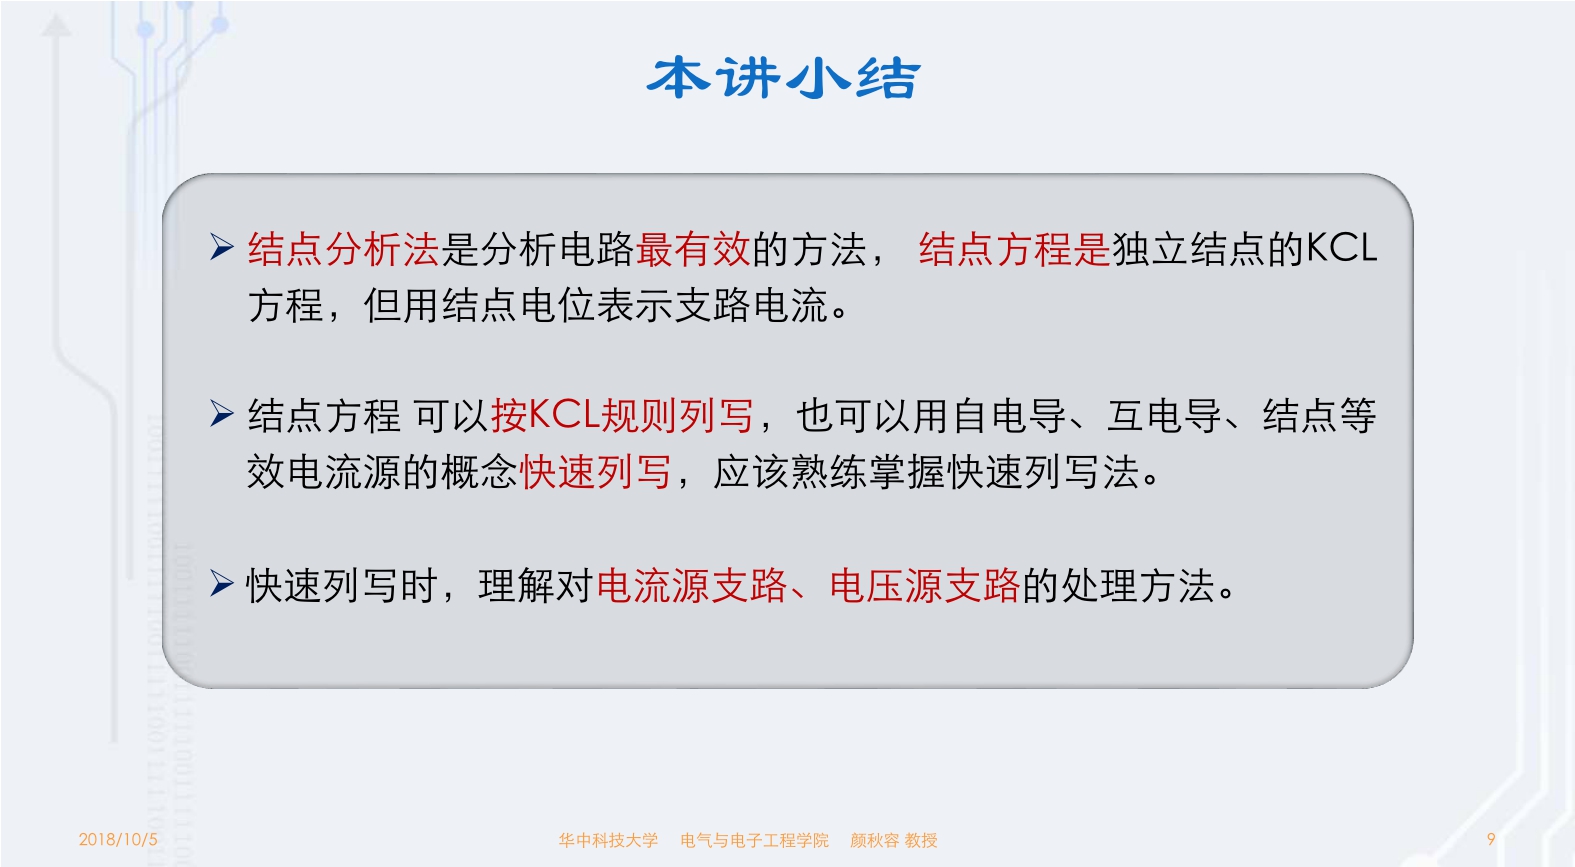 本讲小结
结点分析法是分析电路最有效的方法， 结点方程是独立结点的KCL
方程，但用结点电位表示支路电流。
结点方程 可以按KCL规则列写，也可以用自电导、互电导、结点等
效电流源的概念快速列写，应该熟练掌握快速列写法。
快速列写时，理解对电流源支路、电压源支路的处理方法。
2018/10/5 华中科技大学 电气与电子工程学院 颜秋容 教授 9